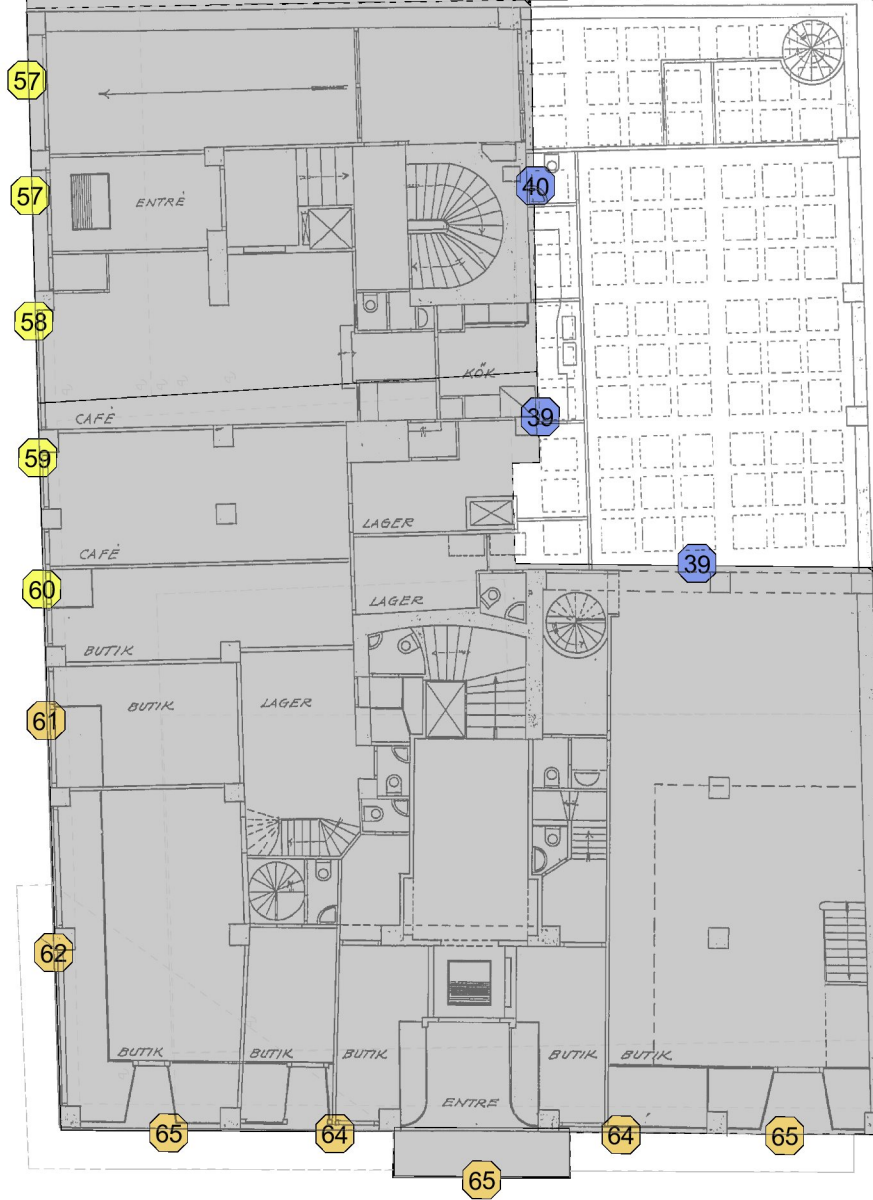 57
57
ENTRÉ
40
58
KÖK
CAFÉ
39
59
LAGER
CAFÉ
39
60
LAGER
BUTIK
61
BUTIK
LAGER
62
BUTIK
BUTIK
BUTIK
BUTIK
BUTIK
ENTRE
65
64
64
65
65